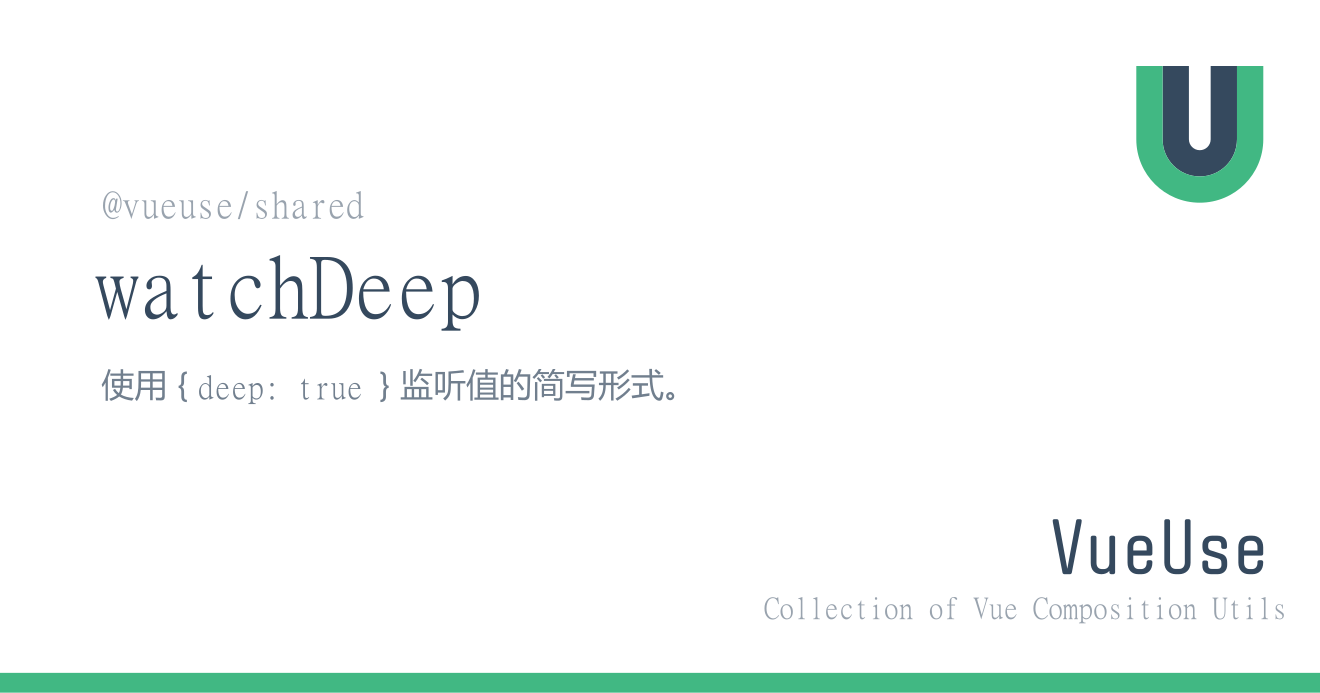 @vueuse/shared
watchDeep
使用 { deep: true } 监听值的简写形式。
VueUse
Collection of Vue Composition Utils